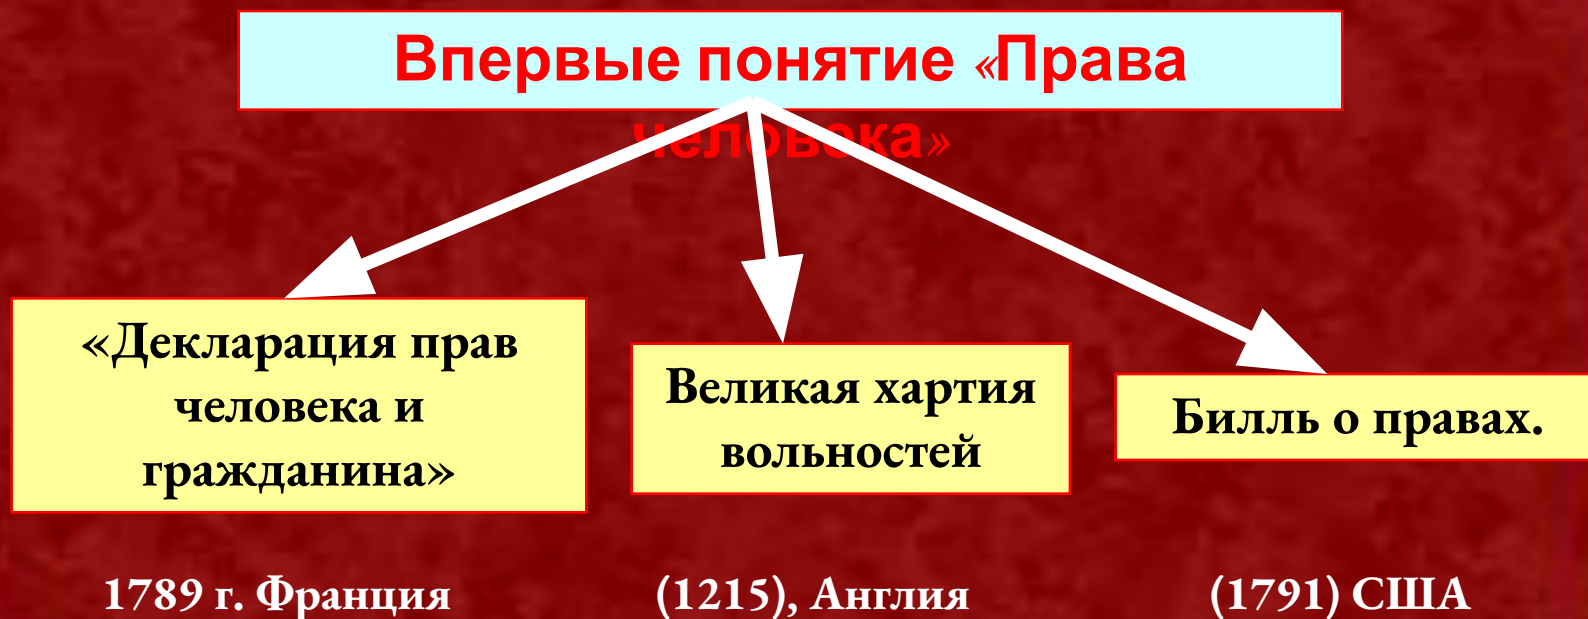 Впервые понятие «Права
человека»
«Декларация прав
человека и
гражданина»
Великая хартия
вольностей
Билль о правах.
1789 г. Франция
(1215), Англия
(1791) США